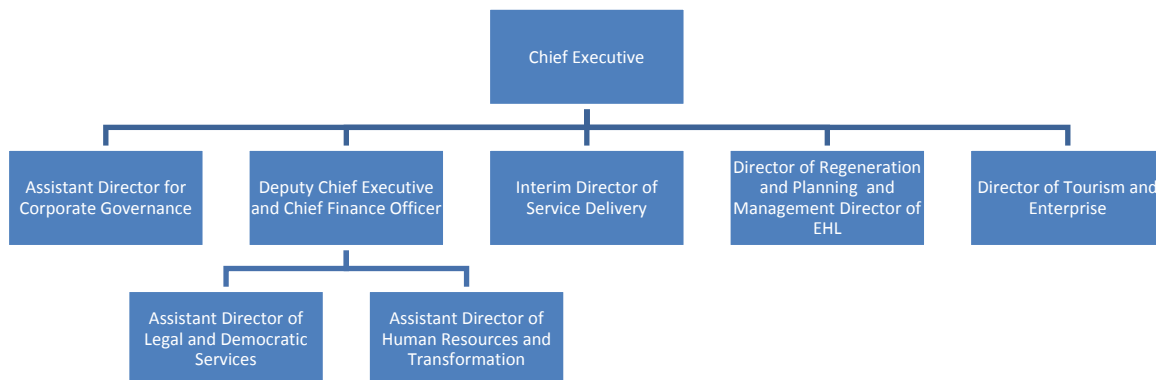 Chief Executive
Assistant Director for
Corporate Governance
Deputy Chief Executive
and Chief Finance Officer
Interim Director of
Service Delivery
Director of Regeneration
and Planning  and
Management Director of
EHL
Director of Tourism and
Enterprise
Assistant Director of
Legal and Democratic
Services
Assistant Director of
Human Resources and
Transformation